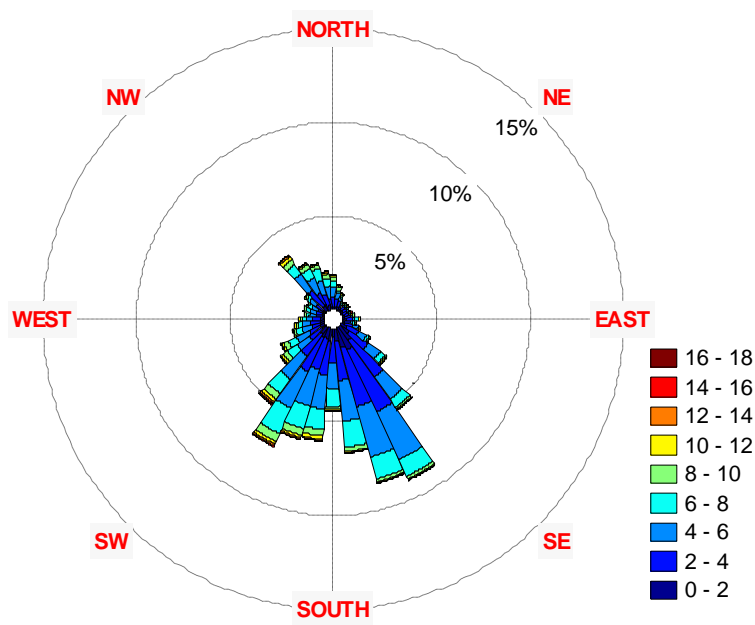 NORTH
NW
NE
15%
10%
5%
WEST
EAST
16 - 18
14 - 16
12 - 14
10 - 12
8 - 10
6 - 8
4 - 6
2 - 4
0 - 2
SW
SE
SOUTH